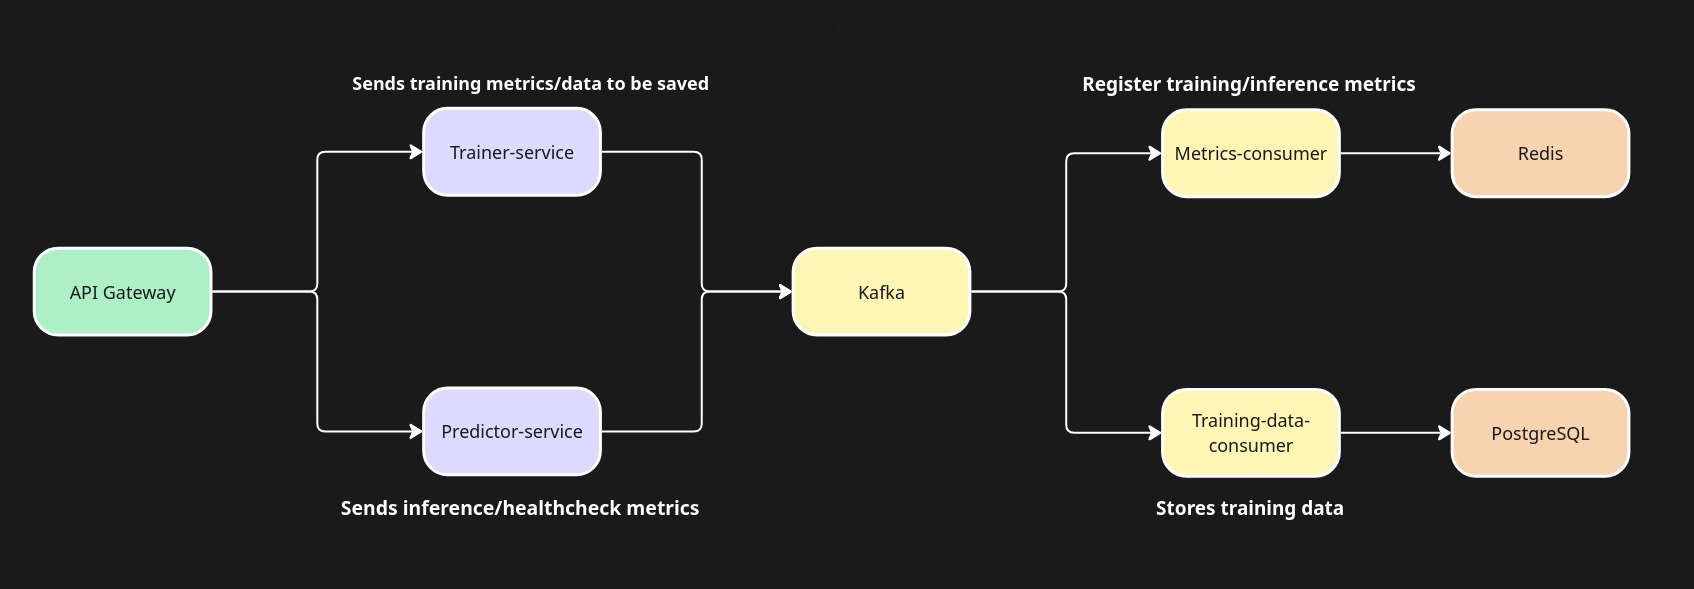 Sends training metrics/data to be saved
Register training/inference metrics
Trainer-service
Metrics-consumer
Redis
API Gateway
Kafka
Predictor-service
Training-data-
consumer
PostgreSQL
Sends inference/healthcheck metrics
Stores training data